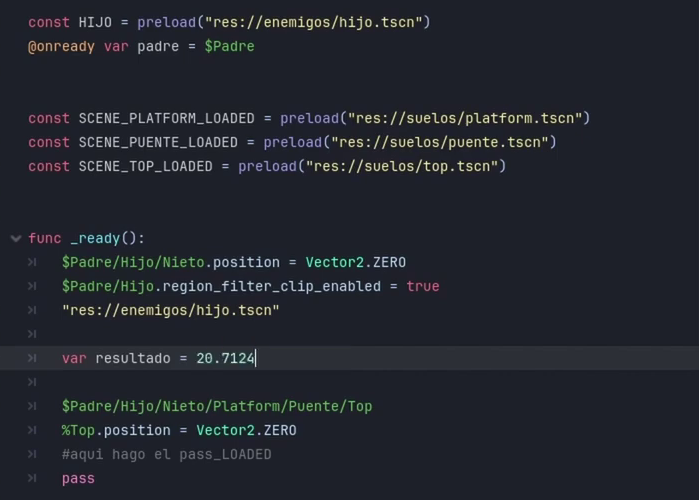 const HIJO = preload("res://enemigos/hijo.tscn")
@onready var padre = $Padre
const SCENE_PLATFORM_LOADED = preload("res://suelos/platform.tscn")
const SCENE_PUENTE_LOADED = preload("res://suelos/puente.tscn")
const SCENE_TOP_LOADED = preload("res://suelos/top.tscn")
func _ready():
$Padre/Hijo/Nieto.position = Vector2.ZERO
$Padre/Hijo.region_filter_clip_enabled = true
"res://enemigos/hijo.tscn"
var resultado = 20.7124
$Padre/Hijo/Nieto/Platform/Puente/Top
%Top.position = Vector2.ZERO
#aqui hago el pass_LOADED
pass